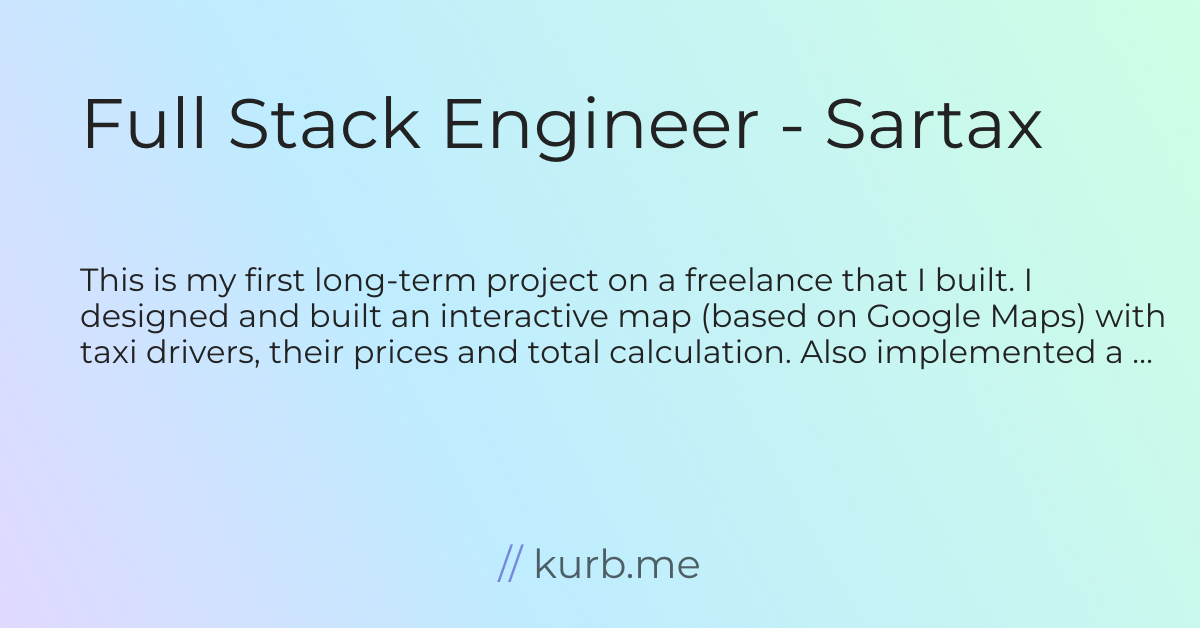 Full Stack Engineer - Sartax
This is my first long-term project on a freelance that I built. I
designed and built an interactive map (based on Google Maps) with
taxi drivers, their prices and total calculation. Also implemented a ...
// kurb.me